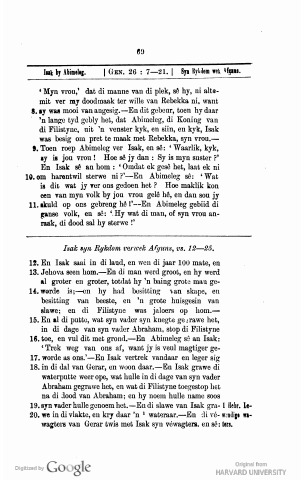 69
Isak by Abimeleg. [GEN. 26 : 7—21.] Syn Rykdom wek Afguns.
‘Myn vrou,’ dat di manne van di plek, sê hy, ni alts-
mit ver my doodmaak ter wille van Rebekka ni, want
8. sy was mooi van angesig.—En dit gebeur, toen hy daar
'n lange tyd gebly het, dat Abimeleg, di Koning van
di Filistyne, uit 'n venster kyk, en siin, en kyk, Isak
was besig om pret te maak met Rebekka, syn vrou.—
9. Toen roep Abimeleg ver Isak, en sê: ‘Waarlik, kyk,
sy is jou vrou! Hoe sê jy dan: Sy is myn suster?’
En Isak sê an hom: ‘Omdat ek gesê het, laat ek ni
10. om harentwil sterwe ni?’—En Abimeleg sê: ‘Wat
is dit wat jy ver ons gedoen het? Hoe maklik kon
een van myn volk by jou vrou gelê hê, en dan sou jy
11. skuld op ons gebreng hê!’—En Abimeleg gebiid di
ganse volk, en sê: ‘Hy wat di man, of syn vrou an-
raak, di dood sal hy sterwe!’
Isak syn Rykdom verwek Afguns, vs. 12—25.
12. En Isak saai in di land, en wen di jaar 100 mate, en
13. Jehova seen hom.—En di man werd groot, en hy werd
al groter en groter, totdat hy 'n baing grote man ge-
14. worde is;—en hy had besitting van skape, en
besitting van beeste, en 'n grote huisgesin van
slawe; en di Filistyne was jaloers op hom.—
15. En al di putte, wat syn vader syn knegte gegrawe het,
in di dage van syn vader Abraham, stop di Filistyne
16. toe, en vul dit met grond.—En Abimeleg sê an Isak;
‘Trek weg van ons af, want jy is veul magtiger ge-
17. worde as ons.’—En Isak vertrek vandaar en leger sig
18. in di dal van Gerar, en woon daar.—En Isak grawe di
waterputte weer ope, wat hulle in di dage van syn vader
Abraham gegrawe het, en wat di Filistyne toegestop het
na di dood van Abraham; en hy noem hulle name soos
19. syn vader hulle genoem het.—En di slawe van Isak gra- 1 Hebr. Le-
20. we in di vlakte, en kry daar 'n ¹ wateraar.—En di vé- wendige wa-
wagters van Gerar twis met Isak syn véwagters, en sê: ters.
Digitized by Google
Original from
HARVARD UNIVERSITY